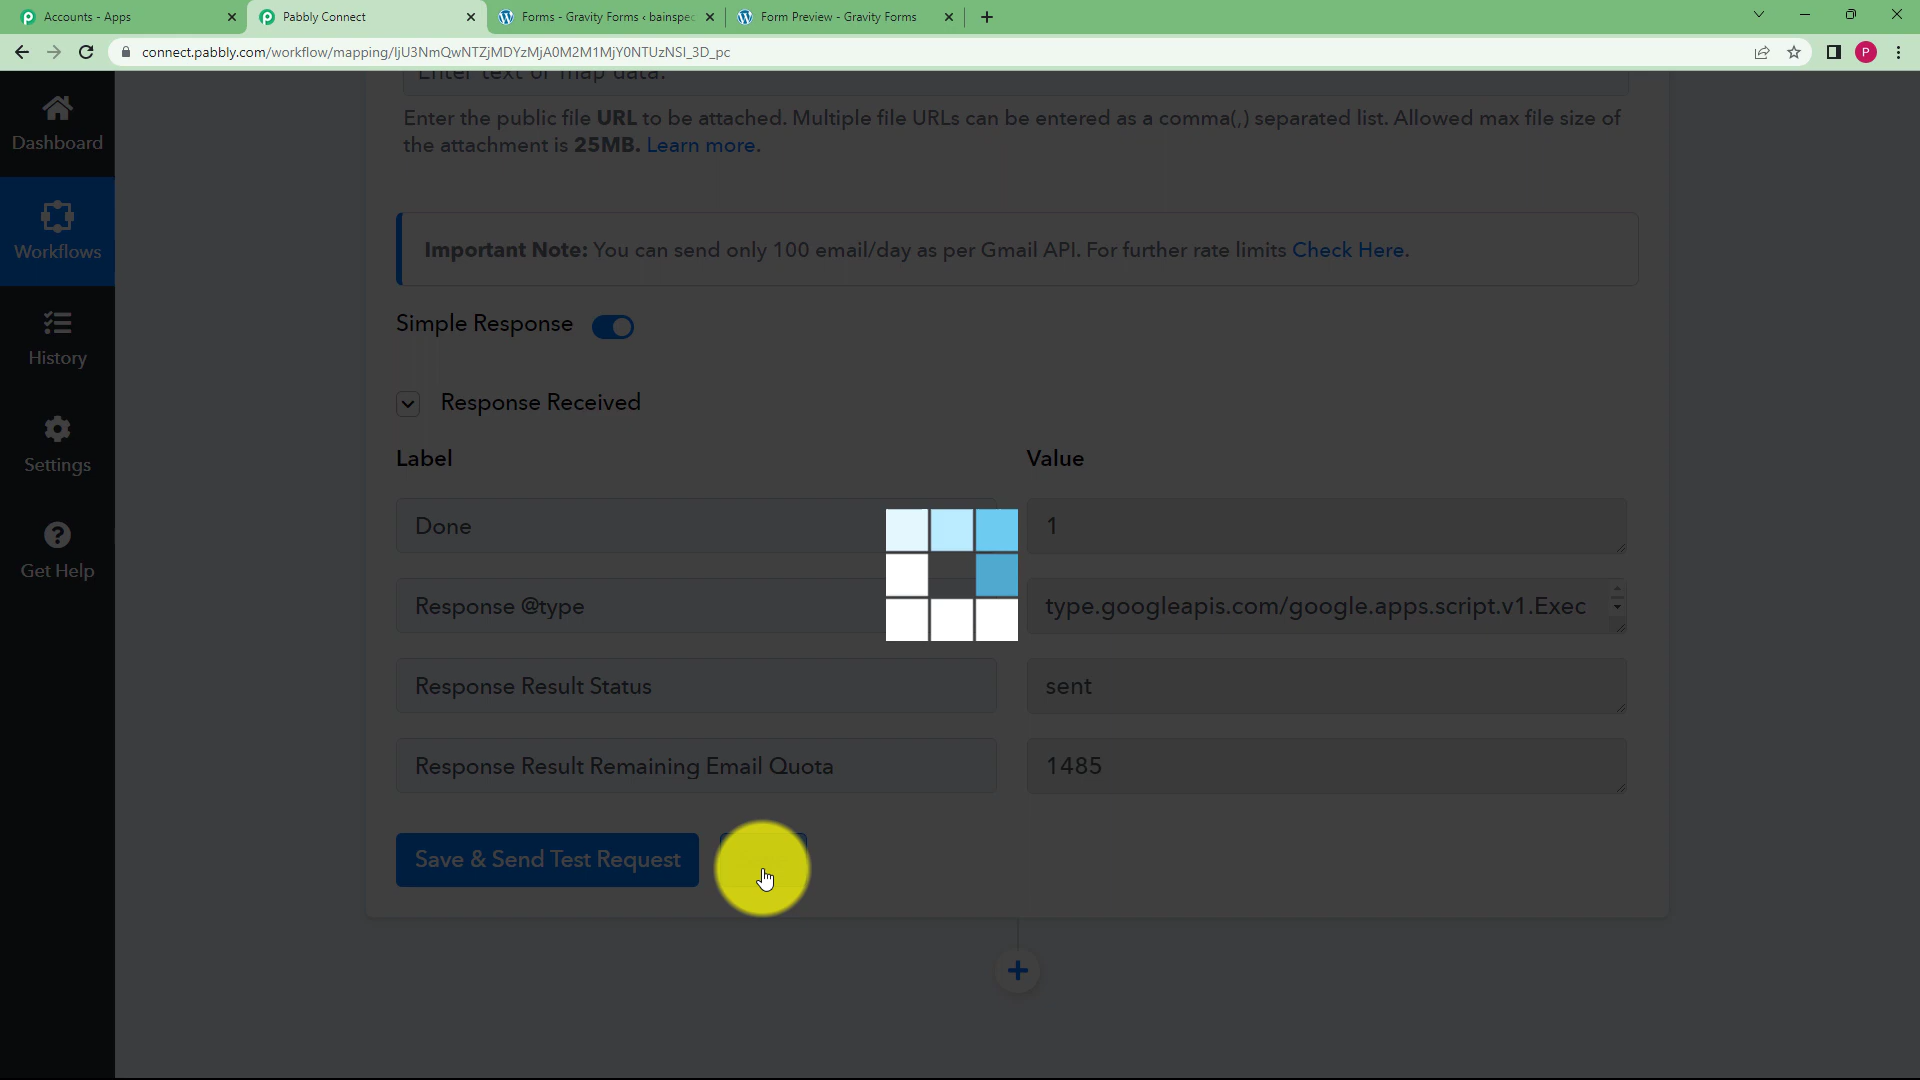 Accounts - Apps
Pabbly Connect
Forms - Gravity Forms ‹ bainspec
Form Preview - Gravity Forms
connect.pabbly.com/workflow/mapping/IjU3NmQwNTZjMDYzMjA0M2M1MjY0NTUzNSI_3D_pc
P
Dashboard
Workflows
History
Settings
Get Help
Enter text or map data.
Enter the public file URL to be attached. Multiple file URLs can be entered as a comma(,) separated list. Allowed max file size of
the attachment is 25MB. Learn more.
Important Note: You can send only 100 email/day as per Gmail API. For further rate limits Check Here.
Simple Response
Response Received
Label
Value
Done
1
Response @type
type.googleapis.com/google.apps.script.v1.Exec
Response Result Status
sent
Response Result Remaining Email Quota
1485
Save & Send Test Request